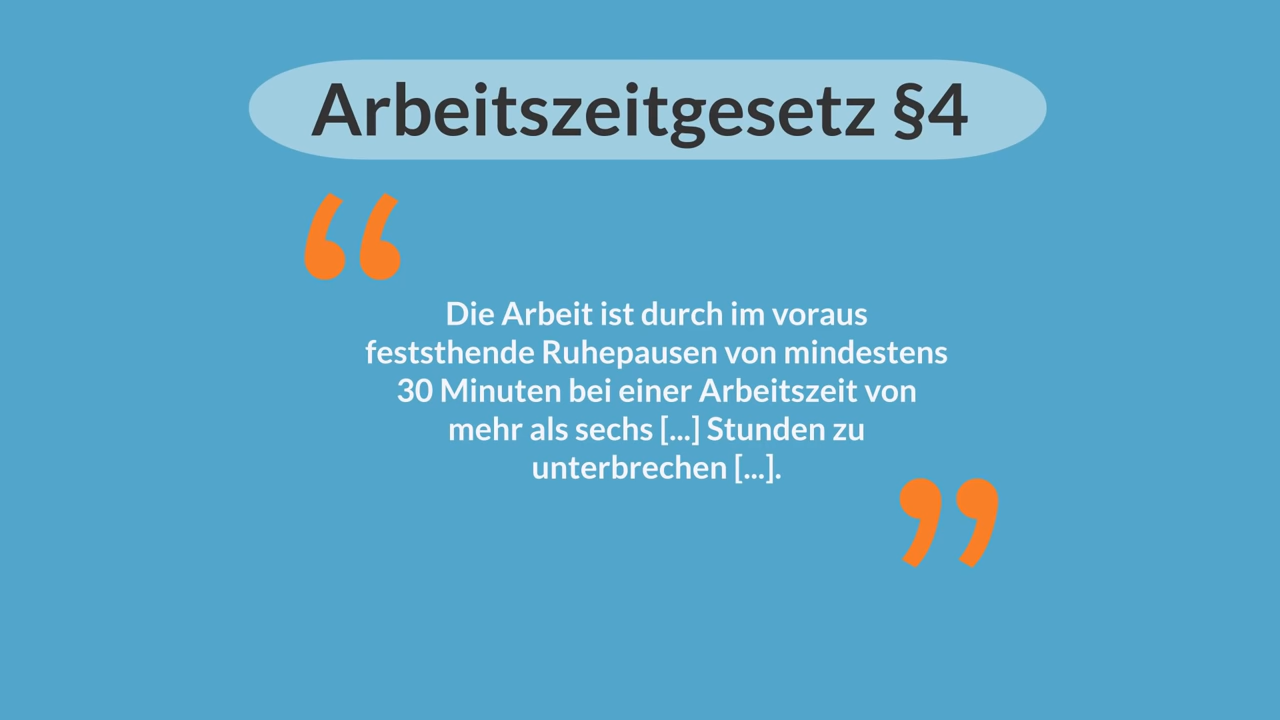 Arbeitszeitgesetz §4
“
Die Arbeit ist durch im voraus
feststhende Ruhepausen von mindestens
30 Minuten bei einer Arbeitszeit von
mehr als sechs [...] Stunden zu
unterbrechen [...].
”